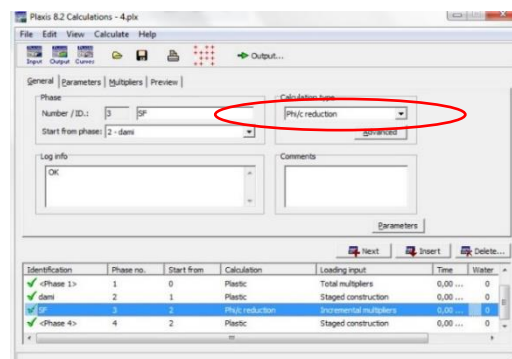 Plaxis 8.2 Calculations - 4.plx
File Edit View Calculate Help
Input Output Curves Output...
General Parameters Multipliers Preview
Phase Calculation type
Number / ID.: 3 SF Phi/c reduction
Start from phase: 2 - dami Advanced
Log info Comments
OK
Parameters
Next Insert Delete...
Identification Phase no. Start from Calculation Loading input Time Water
<Phase 1> 1 0 Plastic Total multipliers 0,00 ... 0
dami 2 1 Plastic Staged construction 0,00 ... 0
SF 3 2 Phi/c reduction Incremental multipliers 0,00 ... 0
<Phase 4> 4 2 Plastic Staged construction 0,00 ... 0